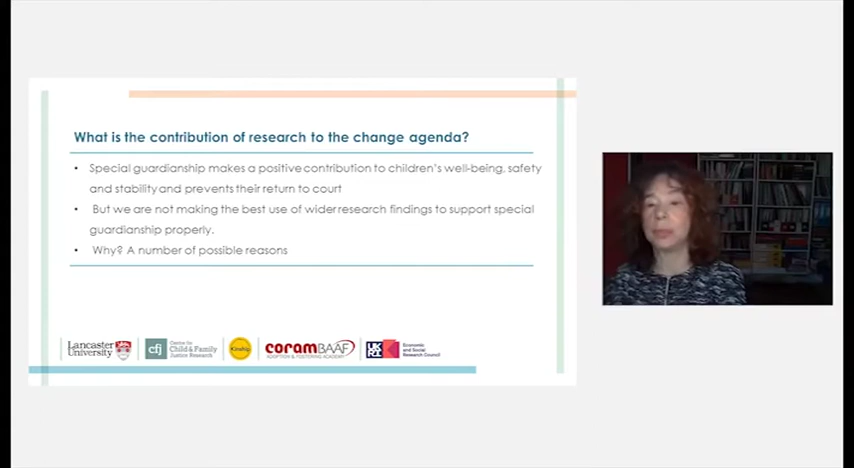 What is the contribution of research to the change agenda?
• Special guardianship makes a positive contribution to children's well-being, safety
and stability and prevents their return to court
• But we are not making the best use of wider research findings to support special
guardianship properly.
• Why? A number of possible reasons
Lancaster
University
cfj
Centre for
Child & Family
Justice Research
Kinship
coramBAAF
ADOPTION & FOSTERING ACADEMY
UK
RI
Economic
and Social
Research Council